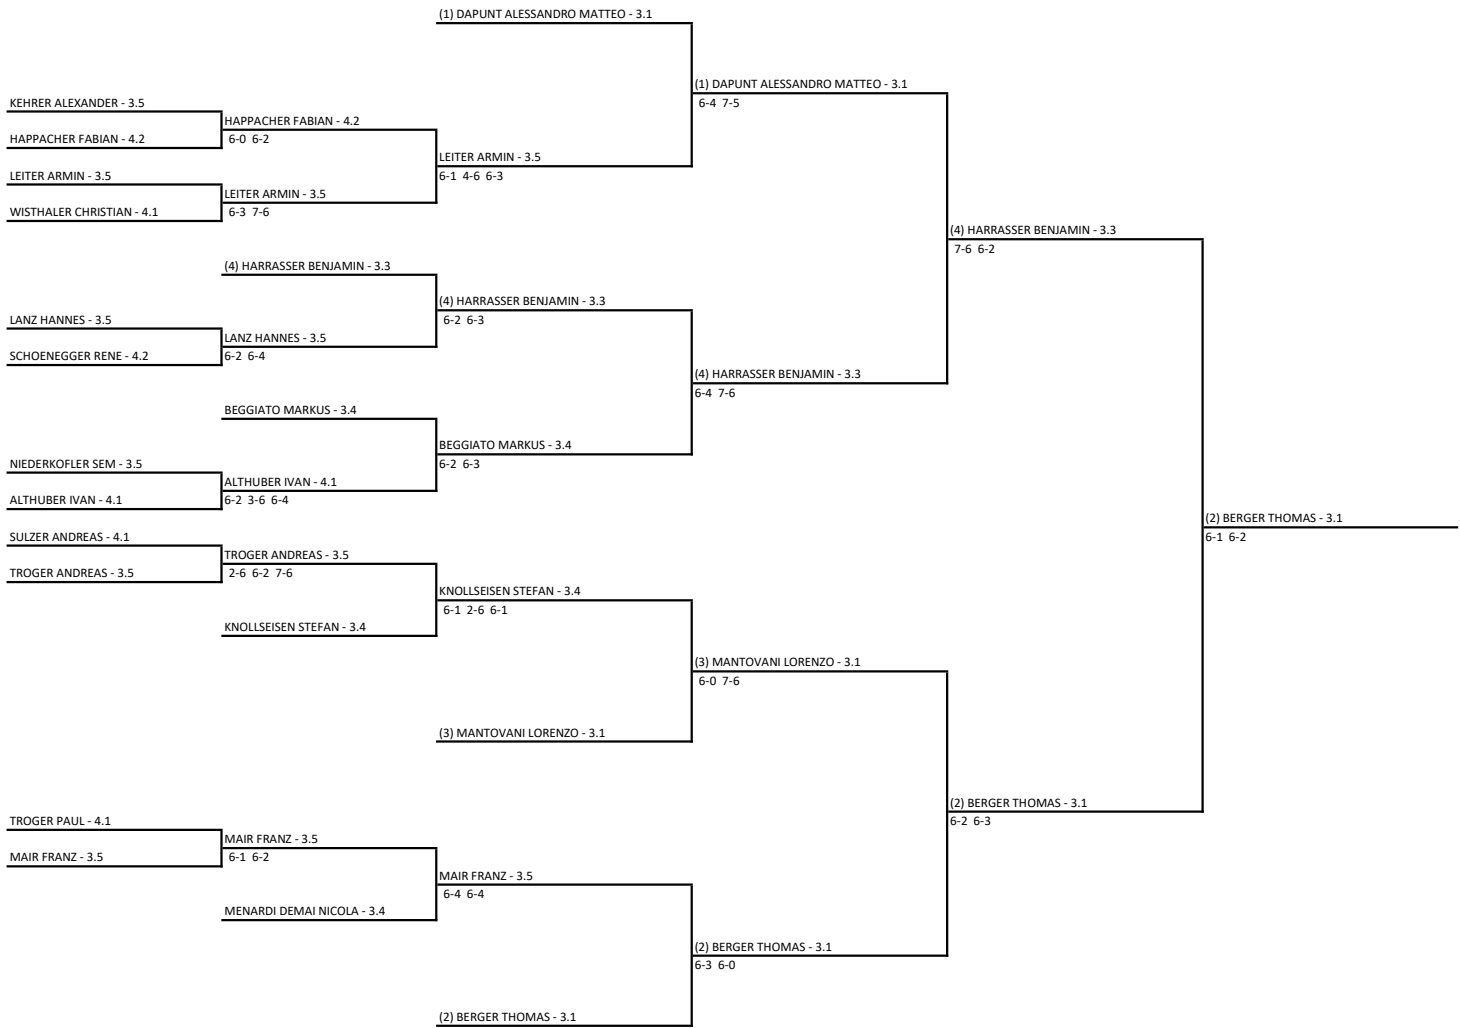 (1) DAPUNT ALESSANDRO MATTEO - 3.1
(1) DAPUNT ALESSANDRO MATTEO - 3.1
6-4 7-5
KEHRER ALEXANDER - 3.5
HAPPACHER FABIAN - 4.2
HAPPACHER FABIAN - 4.2
6-0 6-2
LEITER ARMIN - 3.5
6-1 4-6 6-3
LEITER ARMIN - 3.5
LEITER ARMIN - 3.5
WISTHALER CHRISTIAN - 4.1
6-3 7-6
(4) HARRASSER BENJAMIN - 3.3
7-6 6-2
(4) HARRASSER BENJAMIN - 3.3
(4) HARRASSER BENJAMIN - 3.3
6-2 6-3
LANZ HANNES - 3.5
LANZ HANNES - 3.5
SCHOENEGGER RENE - 4.2
6-2 6-4
(4) HARRASSER BENJAMIN - 3.3
6-4 7-6
BEGGIATO MARKUS - 3.4
BEGGIATO MARKUS - 3.4
6-2 6-3
NIEDERKOFLER SEM - 3.5
ALTHUBER IVAN - 4.1
ALTHUBER IVAN - 4.1
6-2 3-6 6-4
(2) BERGER THOMAS - 3.1
6-1 6-2
SULZER ANDREAS - 4.1
TROGER ANDREAS - 3.5
TROGER ANDREAS - 3.5
2-6 6-2 7-6
KNOLLSEISEN STEFAN - 3.4
6-1 2-6 6-1
KNOLLSEISEN STEFAN - 3.4
(3) MANTOVANI LORENZO - 3.1
6-0 7-6
(3) MANTOVANI LORENZO - 3.1
(2) BERGER THOMAS - 3.1
6-2 6-3
TROGER PAUL - 4.1
MAIR FRANZ - 3.5
MAIR FRANZ - 3.5
6-1 6-2
MAIR FRANZ - 3.5
6-4 6-4
MENARDI DEMAI NICOLA - 3.4
(2) BERGER THOMAS - 3.1
6-3 6-0
(2) BERGER THOMAS - 3.1